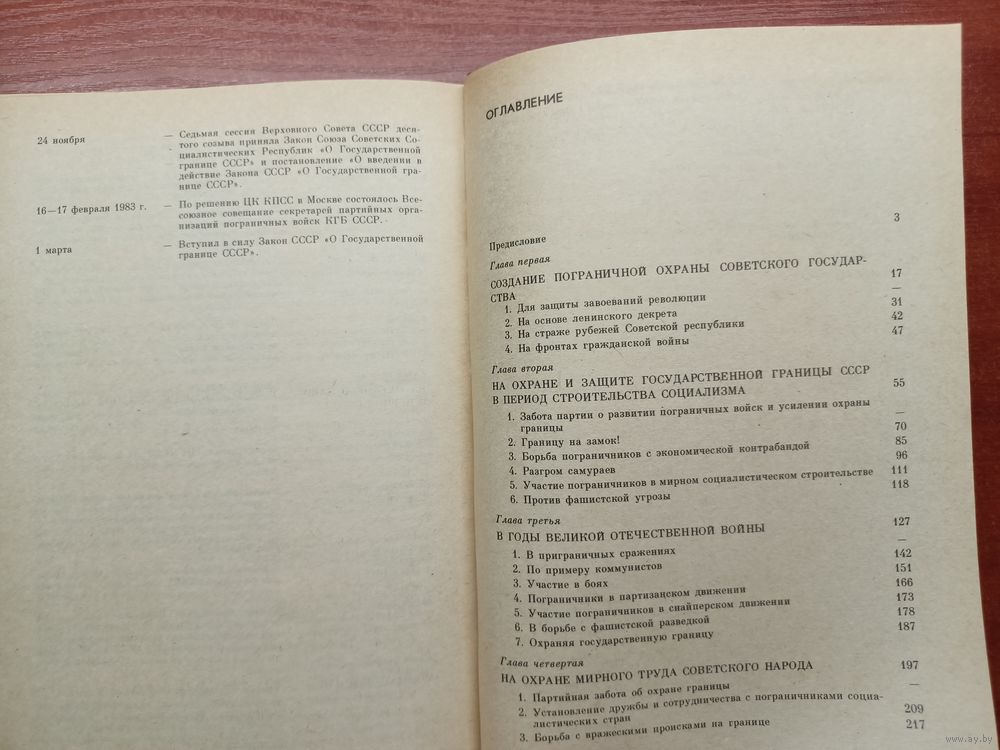 24 ноября — Седьмая сессия Верховного Совета СССР деся-
того созыва приняла Закон Союза Советских Со-
циалистических Республик «О Государственной
границе СССР» и постановление «О введении в
действие Закона СССР «О Государственной гра-
нице СССР».
16—17 февраля 1983 г. — По решению ЦК КПСС в Москве состоялось Все-
союзное совещание секретарей партийных орга-
низаций пограничных войск КГБ СССР.
1 марта — Вступил в силу Закон СССР «О Государственной
границе СССР».
ОГЛАВЛЕНИЕ
Предисловие 3
Глава первая
СОЗДАНИЕ ПОГРАНИЧНОЙ ОХРАНЫ СОВЕТСКОГО ГОСУДАР-
СТВА 17
1. Для защиты завоеваний революции —
2. На основе ленинского декрета 31
3. На страже рубежей Советской республики 42
4. На фронтах гражданской войны 47
Глава вторая
НА ОХРАНЕ И ЗАЩИТЕ ГОСУДАРСТВЕННОЙ ГРАНИЦЫ СССР
В ПЕРИОД СТРОИТЕЛЬСТВА СОЦИАЛИЗМА 55
1. Забота партии о развитии пограничных войск и усилении охраны
границы —
2. Границу на замок! 70
3. Борьба пограничников с экономической контрабандой 85
4. Разгром самураев 96
5. Участие пограничников в мирном социалистическом строительстве 111
6. Против фашистской угрозы 118
Глава третья
В ГОДЫ ВЕЛИКОЙ ОТЕЧЕСТВЕННОЙ ВОЙНЫ 127
1. В приграничных сражениях —
2. По примеру коммунистов 142
3. Участие в боях 151
4. Пограничники в партизанском движении 166
5. Участие пограничников в снайперском движении 173
6. В борьбе с фашистской разведкой 178
7. Охраняя государственную границу 187
Глава четвертая
НА ОХРАНЕ МИРНОГО ТРУДА СОВЕТСКОГО НАРОДА 197
1. Партийная забота об охране границы —
2. Установление дружбы и сотрудничества с пограничниками социа-
листических стран 209
3. Борьба с вражескими происками на границе 217
www.ay.by